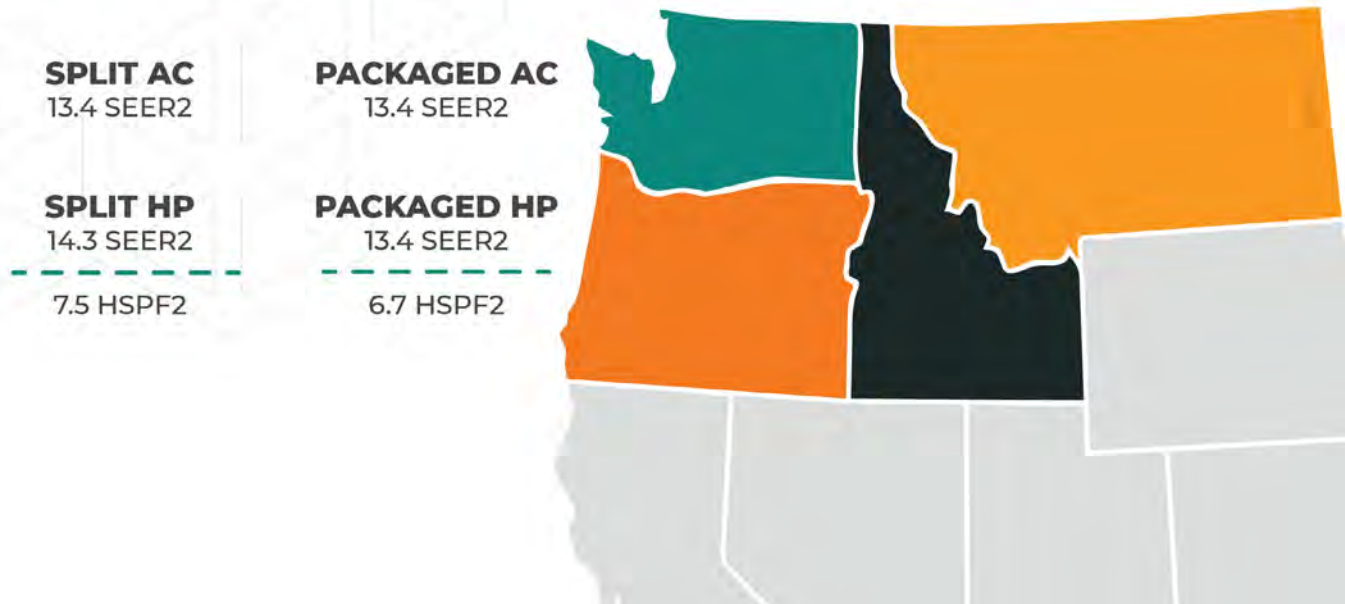 SPLIT AC
13.4 SEER2
PACKAGED AC
13.4 SEER2
SPLIT HP
14.3 SEER2
7.5 HSPF2
PACKAGED HP
13.4 SEER2
6.7 HSPF2